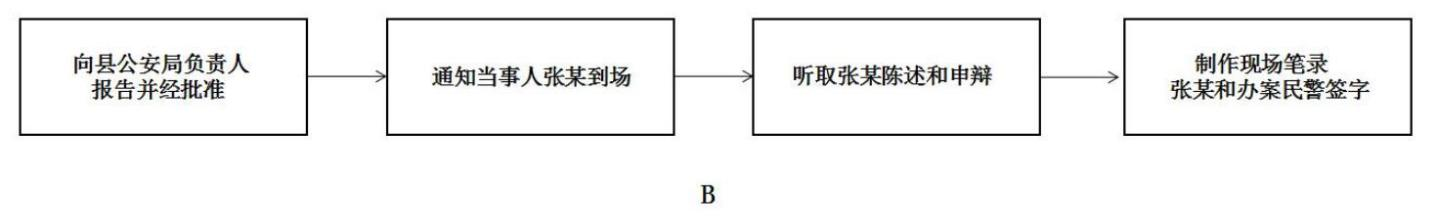 向县公安局负责人
报告并经批准
通知当事人张某到场
听取张某陈述和申辩
制作现场笔录
张某和办案民警签字
B